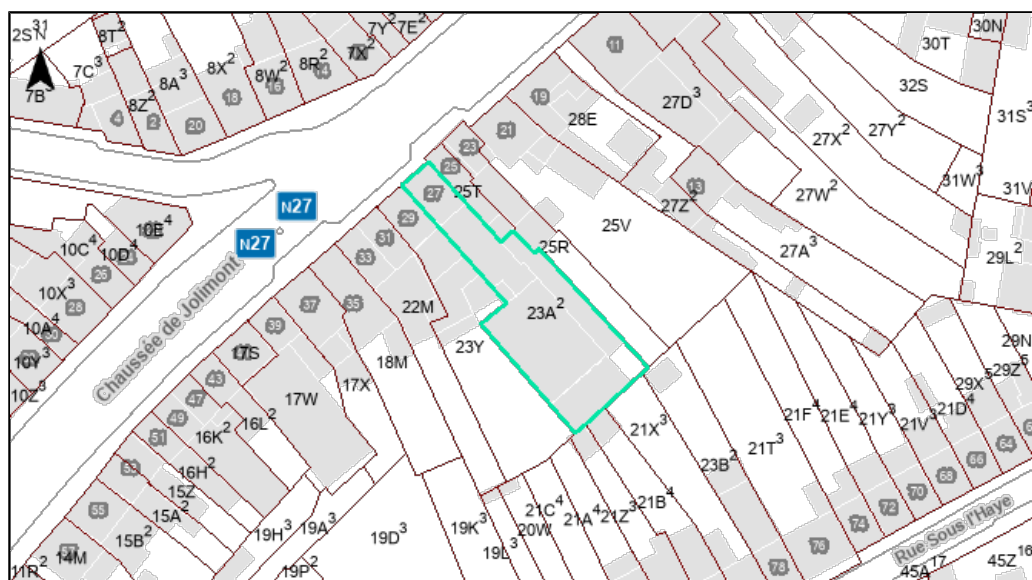 2S
31
N
8T²
7Y²
7E²
7X²
30N
30T
7C³
8X²
8R²
8W²
14
16
11
8A³
32S
7B
8Z²
18
19
27D³
31S³
4
2
20
21
28E
27X²
27Y²
23
25
13
31W³
31V
27
25T
27W²
27Z²
N27
29
25V
10E⁴
31
N27
25R
27A³
10C⁴
10D⁴
33
29L²
26
10X³
28
37
35
22M
23A²
10A⁴
39
23Y
29N
10Y³
17S
18M
29Z⁵
10Z³
Chaussée de Jolimont
43
17X
29X⁵
47
17W
21F⁴
21E⁴
21Y³
21V³
21D⁴
49
16L²
51
16K²
21X³
21T³
64
53
16H²
23B²
66
15Z
68
55
15A²
21C⁴
21B⁴
70
20W
21A⁴
21Z³
72
15B²
19H³
19A³
19D³
19K³
74
14M
19L³
76
Rue Sous l'Haye
11R²
19P²
78
45A¹⁷
45Z¹⁶